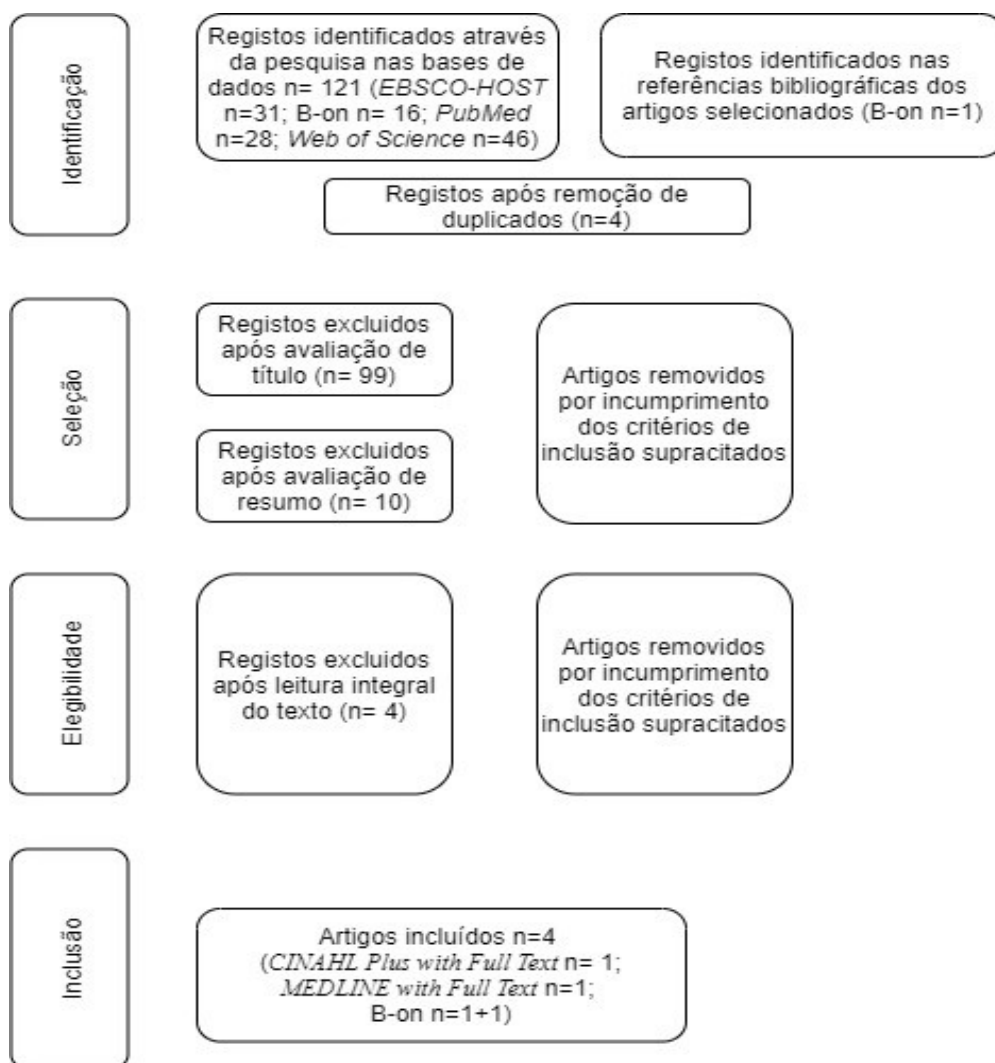 Identificação
Registos identificados através
da pesquisa nas bases de
dados n= 121 (EBSCO-HOST
n=31; B-on n= 16; PubMed
n=28; Web of Science n=46)
Registos identificados nas
referências bibliográficas dos
artigos selecionados (B-on n=1)
Registos após remoção de
duplicados (n=4)
Seleção
Registos excluidos
após avaliação de
título (n= 99)
Registos excluidos
após avaliação de
resumo (n= 10)
Artigos removidos
por incumprimento
dos critérios de
inclusão supracitados
Elegibilidade
Registos excluidos
após leitura integral
do texto (n= 4)
Artigos removidos
por incumprimento
dos critérios de
inclusão supracitados
Inclusão
Artigos incluídos n=4
(CINAHL Plus with Full Text n= 1;
MEDLINE with Full Text n=1;
B-on n=1+1)